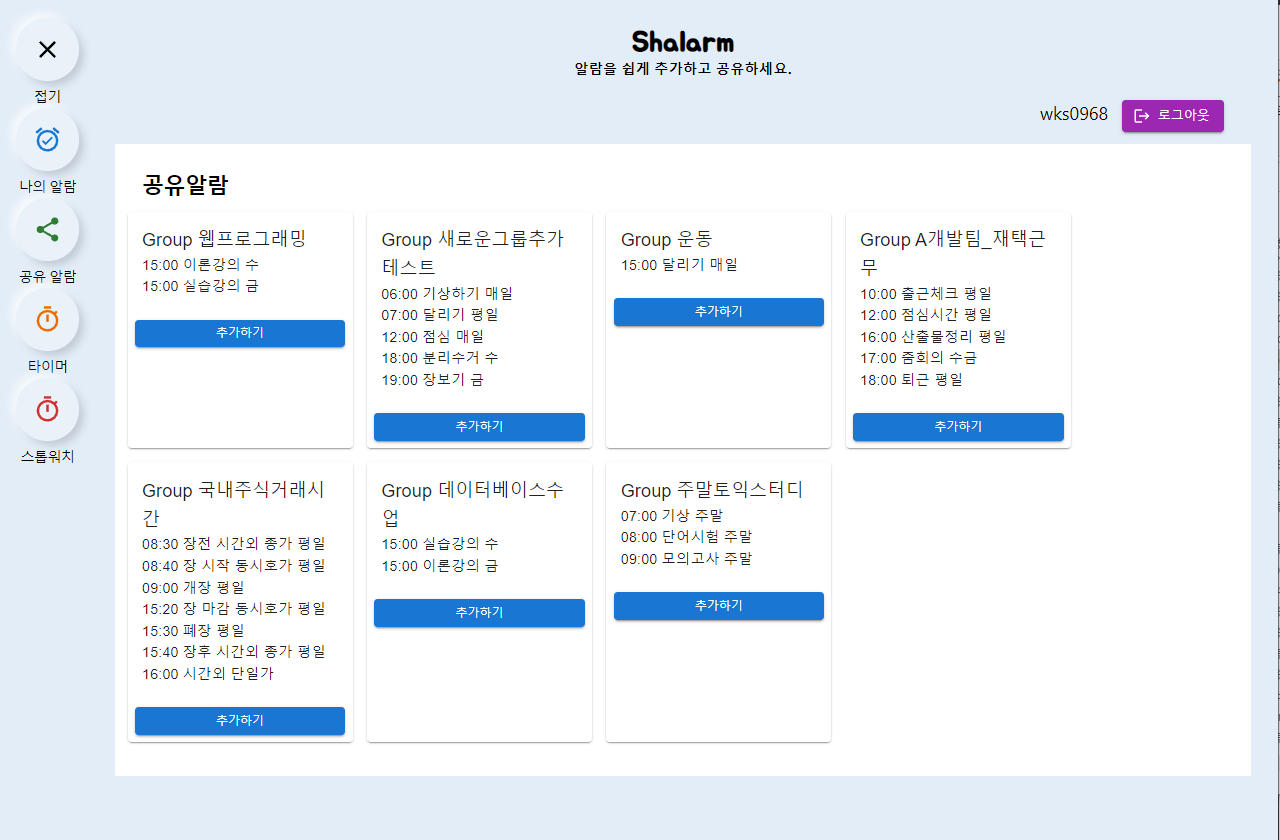 Shalarm
알람을 쉽게 추가하고 공유하세요.
wks0968
로그아웃
접기
나의 알람
공유 알람
타이머
스톱워치
공유알람
Group 웹프로그래밍
15:00 이론강의 수
15:00 실습강의 금
추가하기
Group 새로운그룹추가
테스트
06:00 기상하기 매일
07:00 달리기 평일
12:00 점심 매일
18:00 분리수거 수
19:00 장보기 금
추가하기
Group 운동
15:00 달리기 매일
추가하기
Group A개발팀_재택근
무
10:00 출근체크 평일
12:00 점심시간 평일
16:00 산출물정리 평일
17:00 줌회의 수금
18:00 퇴근 평일
추가하기
Group 국내주식거래시
간
08:30 장전 시간외 종가 평일
08:40 장 시작 동시호가 평일
09:00 개장 평일
15:20 장 마감 동시호가 평일
15:30 폐장 평일
15:40 장후 시간외 종가 평일
16:00 시간외 단일가
추가하기
Group 데이터베이스수
업
15:00 실습강의 수
15:00 이론강의 금
추가하기
Group 주말토익스터디
07:00 기상 주말
08:00 단어시험 주말
09:00 모의고사 주말
추가하기